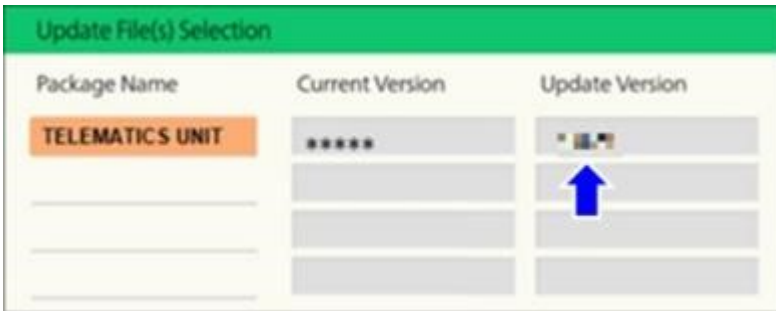 Update File(s) Selection
Package Name Current Version Update Version
TELEMATICS UNIT *****